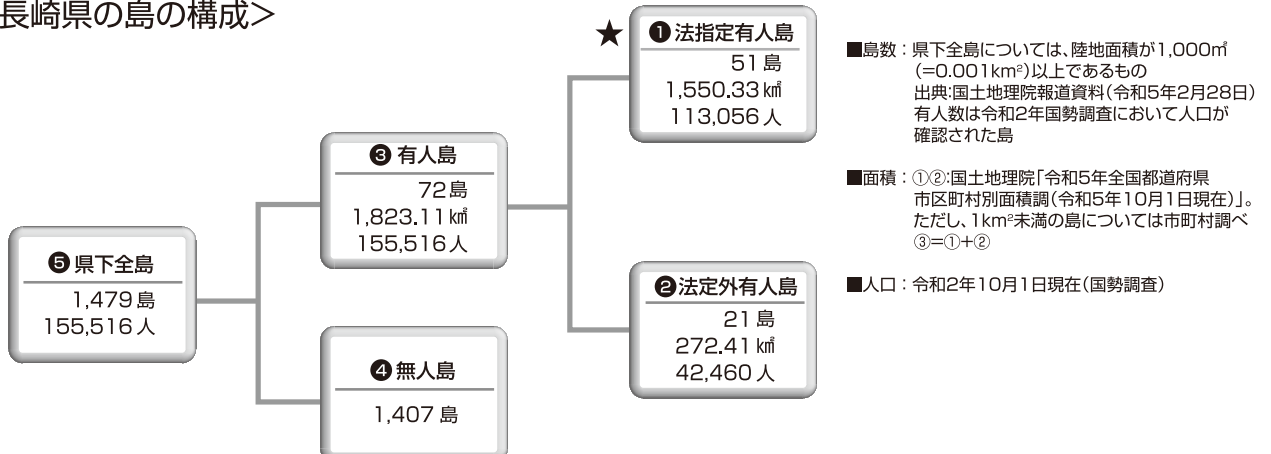 長崎県の島の構成>
★
❶法指定有人島
51島
1,550.33㎢
113,056人
❸有人島
72島
1,823.11㎢
155,516人
❺県下全島
1,479島
155,516人
❷法定外有人島
21島
272.41㎢
42,460人
❹無人島
1,407島
■島数：県下全島については、陸地面積が1,000㎡
(=0.001km²)以上であるもの
出典:国土地理院報道資料(令和5年2月28日)
有人数は令和2年国勢調査において人口が
確認された島
■面積：①②:国土地理院「令和5年全国都道府県
市区町村別面積調(令和5年10月1日現在)」。
ただし、1km²未満の島については市町村調べ
③=①+②
■人口：令和2年10月1日現在(国勢調査)